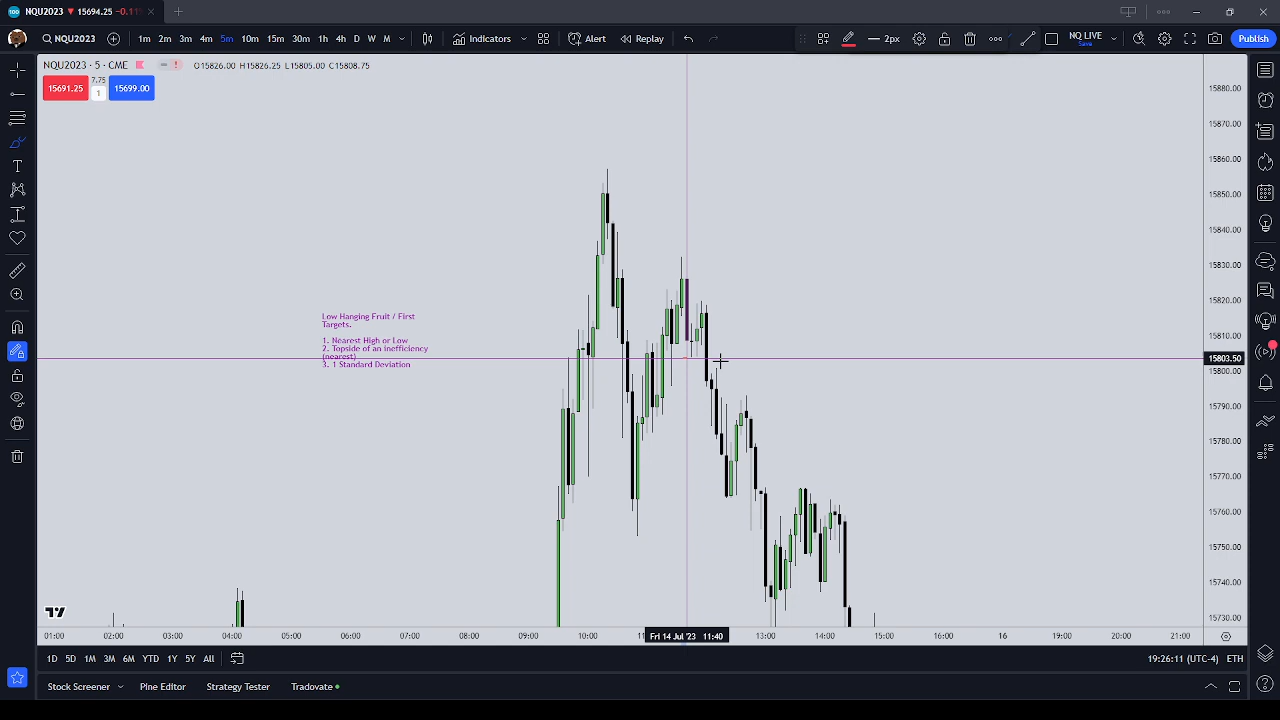 NQU2023 ▼ 15694.25 −0.11
NQU2023 1m 2m 3m 4m 5m 10m 15m 30m 1h 4h D W M Indicators Alert Replay 2px NQ LIVE Save Publish
NQU2023 · 5 · CME O15826.00 H15826.25 L15805.00 C15808.75
15691.25 7.75 1 15699.00
15880.00
15870.00
15860.00
15850.00
15840.00
15830.00
15820.00
15810.00
15803.50
15800.00
15790.00
15780.00
15770.00
15760.00
15750.00
15740.00
15730.00
Low Hanging Fruit / First
Targets.
1. Nearest High or Low
2. Topside of an inefficiency
(nearest)
3. 1 Standard Deviation
01:00 02:00 03:00 04:00 05:00 06:00 07:00 08:00 09:00 10:00 Fri 14 Jul '23 11:40 13:00 14:00 15:00 16:00 16 19:00 20:00 21:00
1D 5D 1M 3M 6M YTD 1Y 5Y All 19:26:11 (UTC-4) ETH
Stock Screener Pine Editor Strategy Tester Tradovate